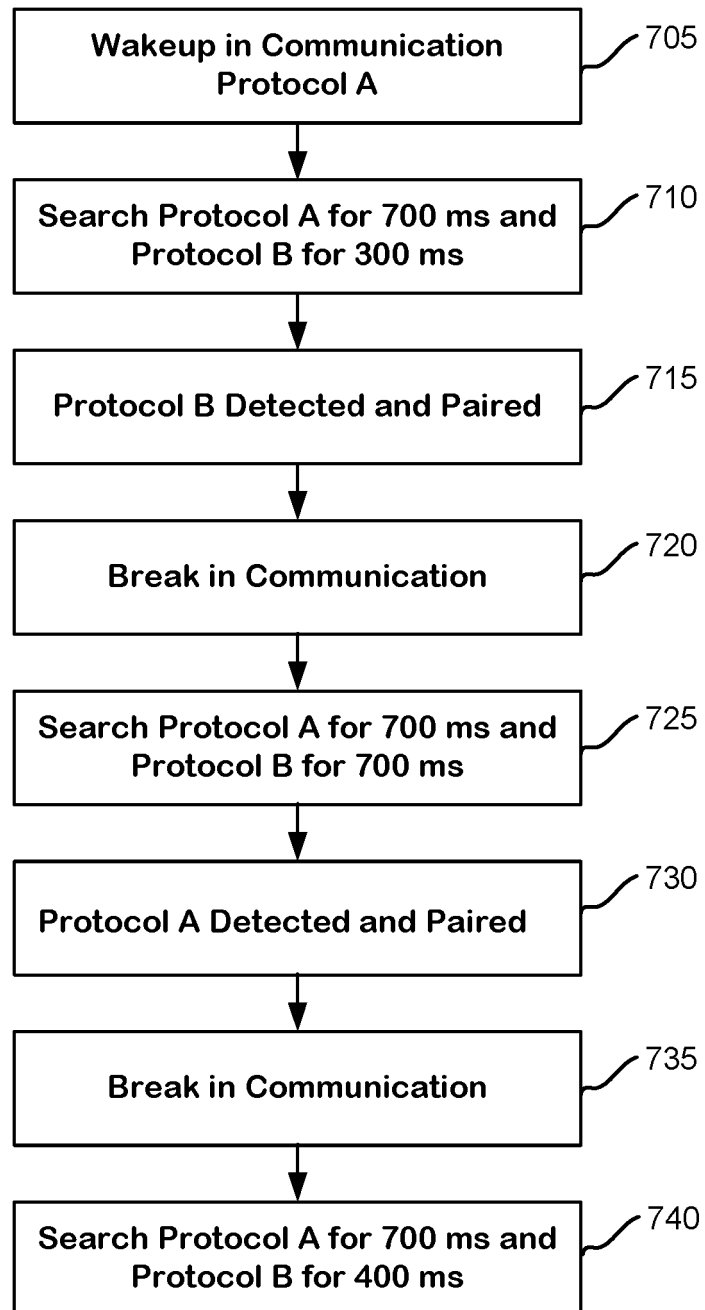 Wakeup in Communication
Protocol A
705
Search Protocol A for 700 ms and
Protocol B for 300 ms
710
Protocol B Detected and Paired
715
Break in Communication
720
Search Protocol A for 700 ms and
Protocol B for 700 ms
725
Protocol A Detected and Paired
730
Break in Communication
735
Search Protocol A for 700 ms and
Protocol B for 400 ms
740